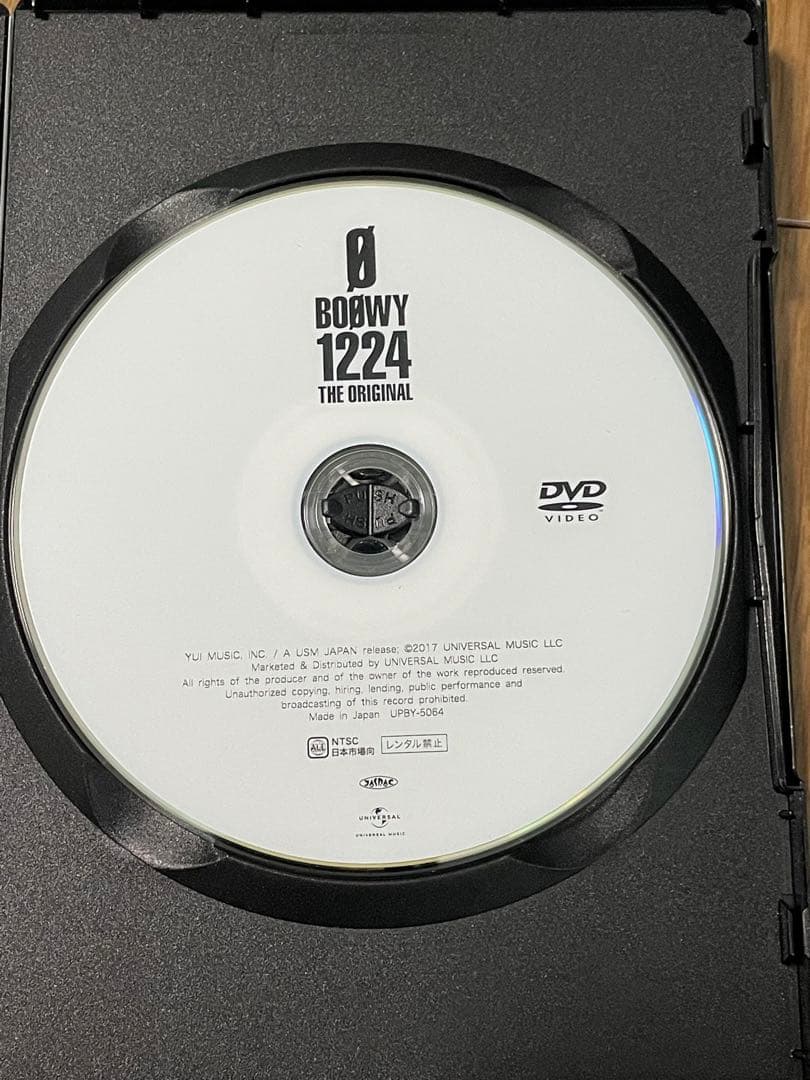 Ø
BOØWY
1224
THE ORIGINAL
PUSH
PUSH
DVD
VIDEO™
YUI MUSIC, INC. / A USM JAPAN release; ©2017 UNIVERSAL MUSIC LLC
Marketed & Distributed by UNIVERSAL MUSIC LLC
All rights of the producer and of the owner of the work reproduced reserved.
Unauthorized copying, hiring, lending, public performance and
broadcasting of this record prohibited.
Made in Japan UPBY-5064
ALL NTSC
日本市場向 レンタル禁止
JASRAC
UNIVERSAL
UNIVERSAL MUSIC